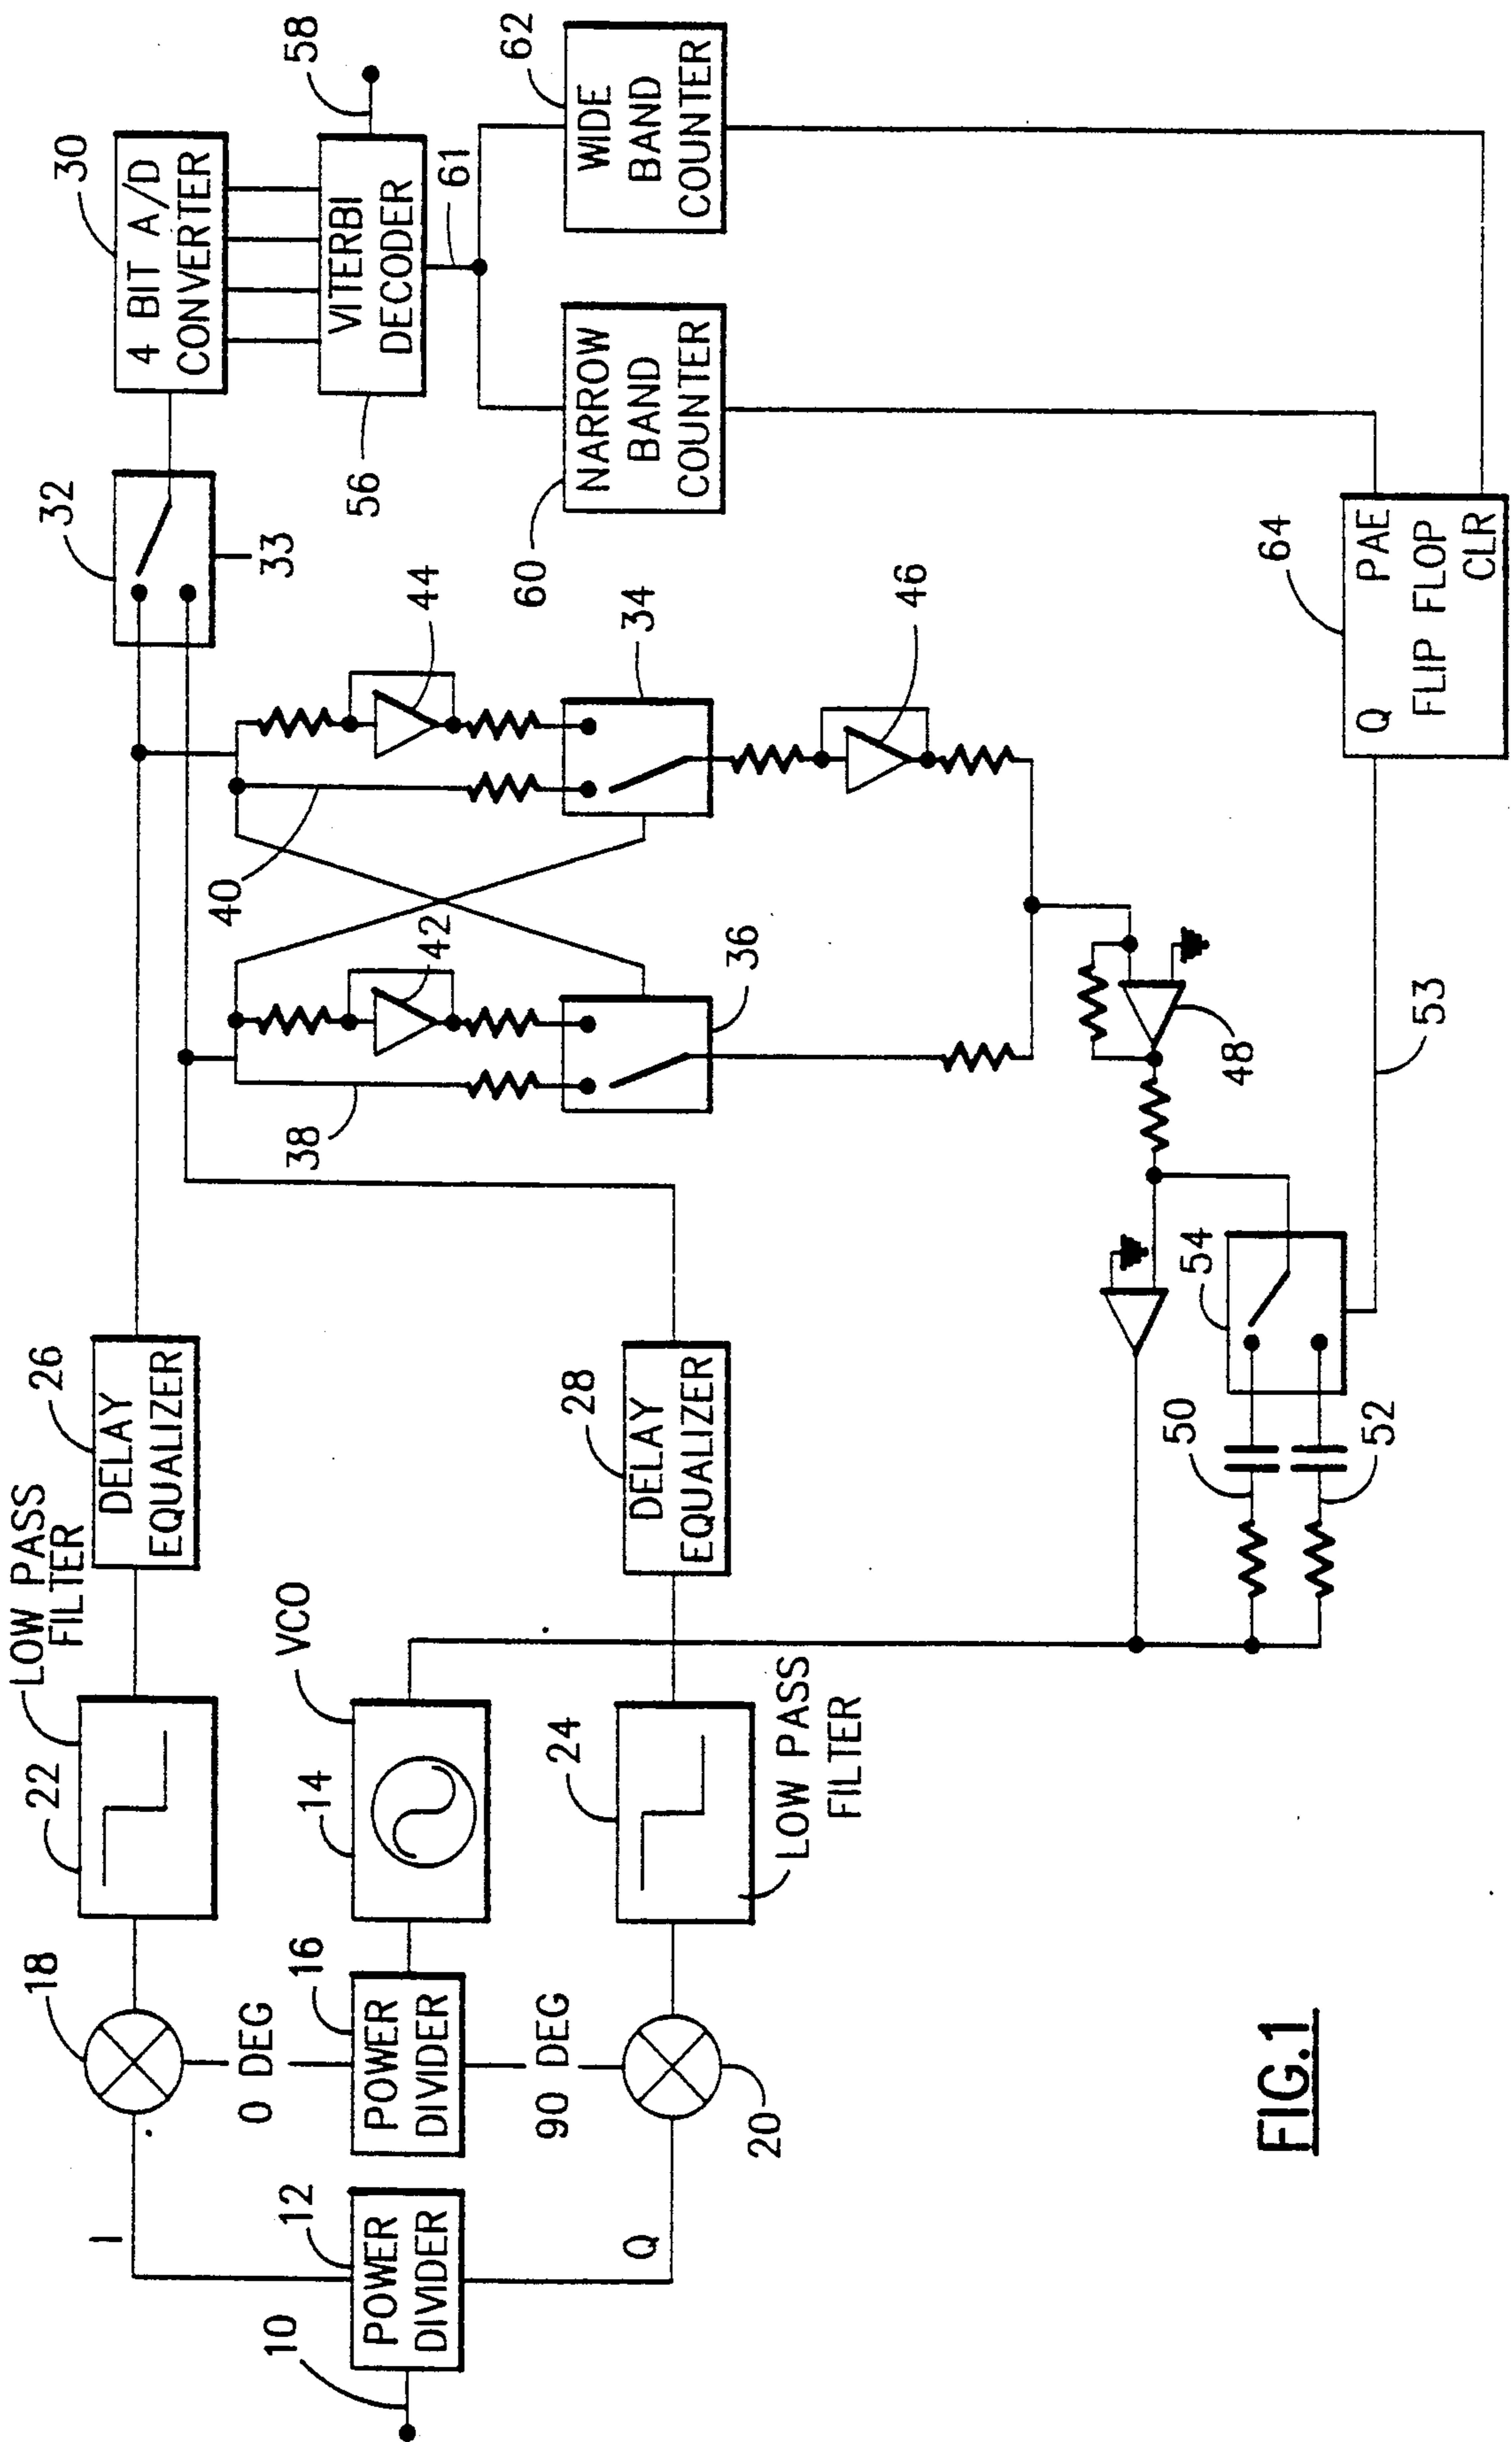 10
12
POWER
DIVIDER
I
Q
18
0 DEG
16
POWER
DIVIDER
90 DEG
20
LOW PASS
FILTER
22
14
VCO
24
LOW PASS
FILTER
26
DELAY
EQUALIZER
28
DELAY
EQUALIZER
32
33
30
4 BIT A/D
CONVERTER
58
VITERBI
DECODER
56
61
40
44
34
46
38
42
36
48
60
NARROW
BAND
COUNTER
62
WIDE
BAND
COUNTER
50
52
54
53
64
Q PAE
FLIP FLOP
CLR
FIG.1